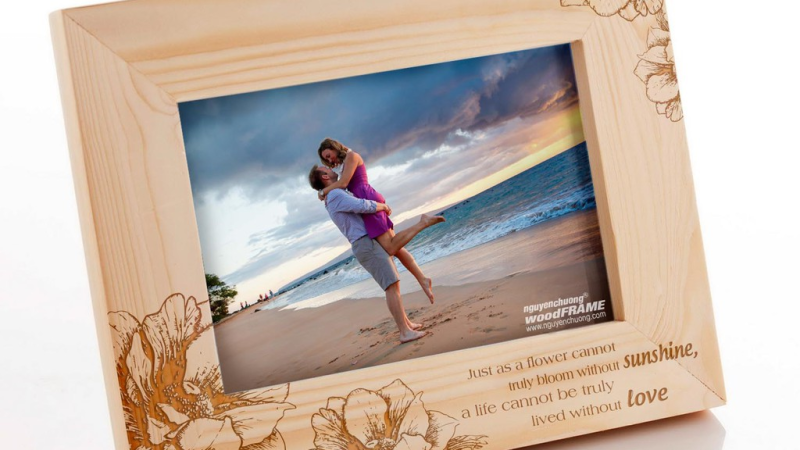 nguyenchuong®
WOODFRAME
www.nguyenchuong.com
Just as a flower cannot
truly bloom without sunshine,
a life cannot be truly
lived without love